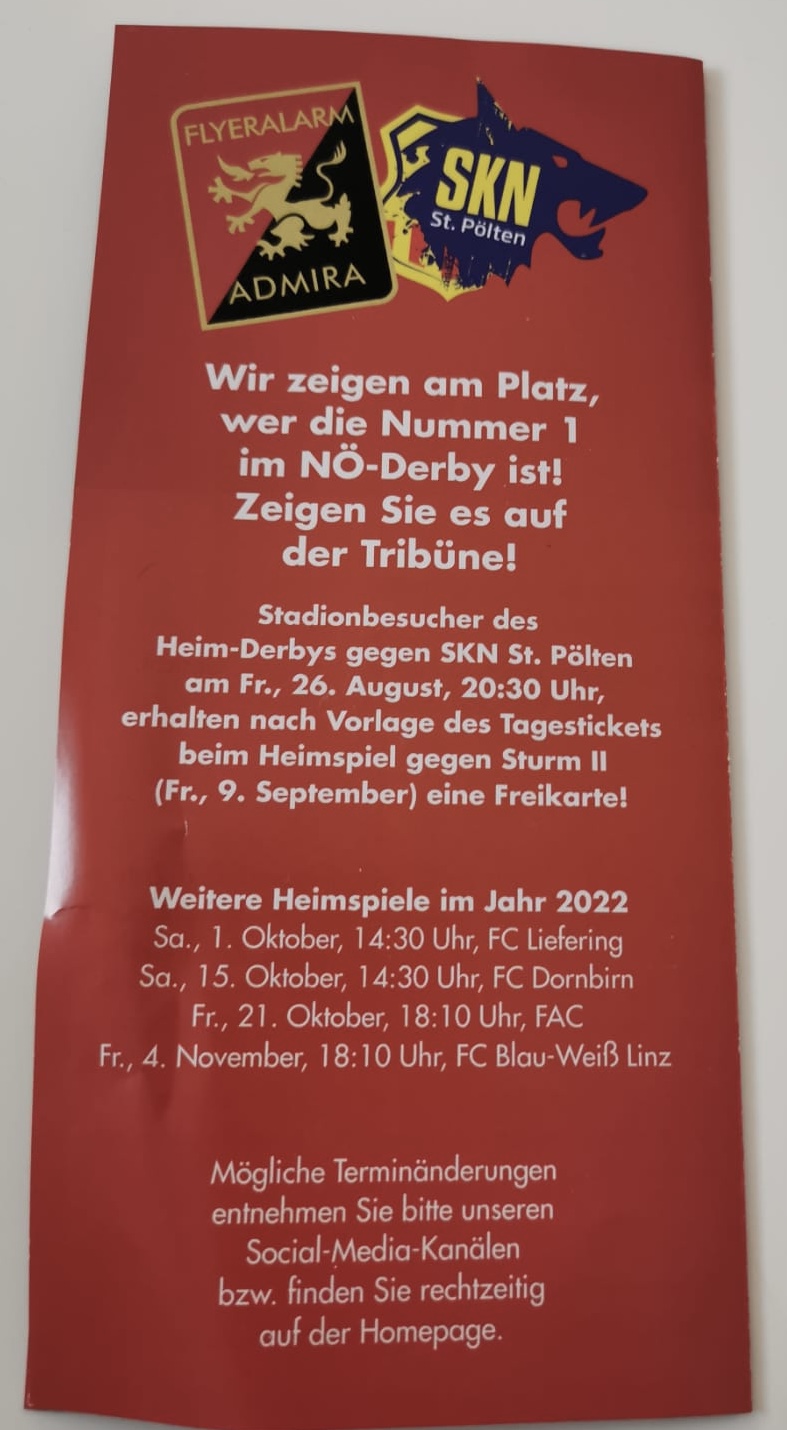 FLYERALARM
ADMIRA
SKN
St. Pölten
Wir zeigen am Platz,
wer die Nummer 1
im NÖ-Derby ist!
Zeigen Sie es auf
der Tribüne!
Stadionbesucher des
Heim-Derbys gegen SKN St. Pölten
am Fr., 26. August, 20:30 Uhr,
erhalten nach Vorlage des Tagestickets
beim Heimspiel gegen Sturm II
(Fr., 9. September) eine Freikarte!
Weitere Heimspiele im Jahr 2022
Sa., 1. Oktober, 14:30 Uhr, FC Liefering
Sa., 15. Oktober, 14:30 Uhr, FC Dornbirn
Fr., 21. Oktober, 18:10 Uhr, FAC
Fr., 4. November, 18:10 Uhr, FC Blau-Weiß Linz
Mögliche Terminänderungen
entnehmen Sie bitte unseren
Social-Media-Kanälen
bzw. finden Sie rechtzeitig
auf der Homepage.